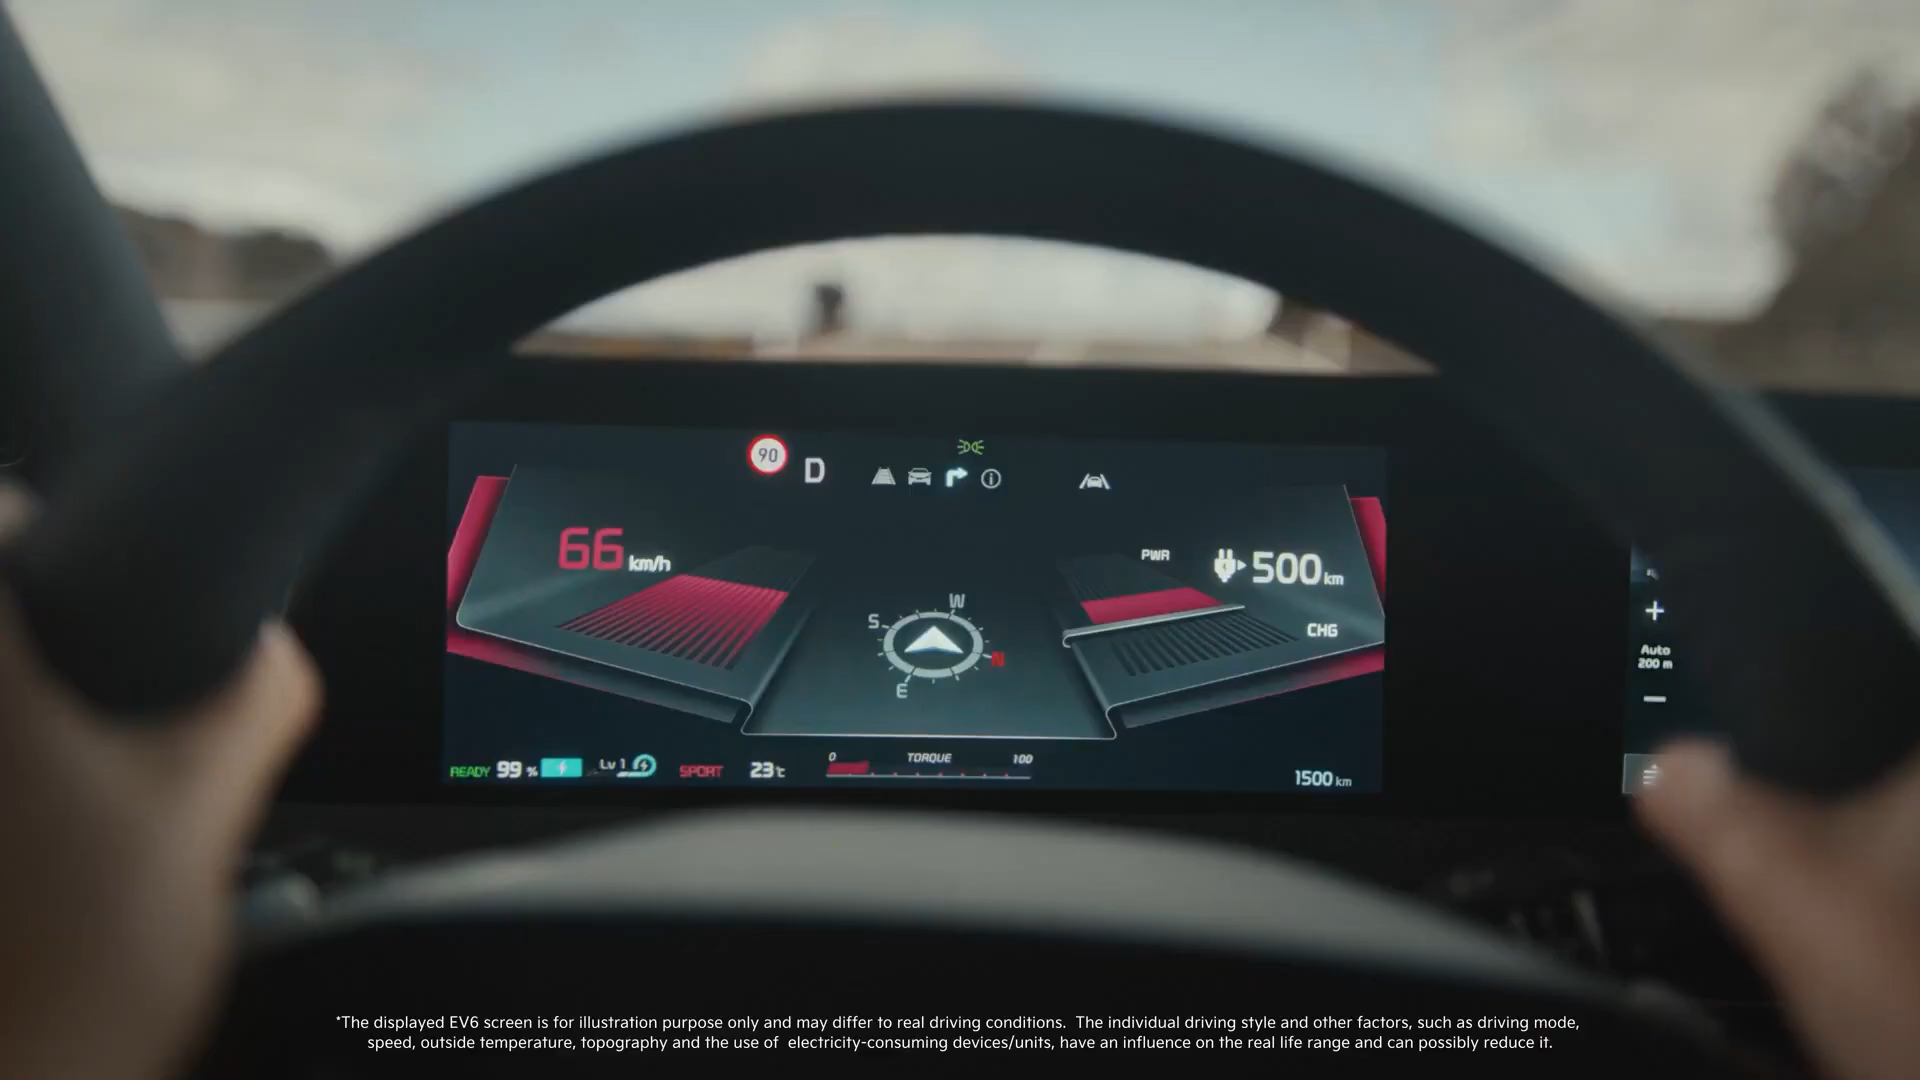 90
D
66 km/h
PWR
500 km
W
S
N
E
CHG
+
Auto
200 m
−
0 TORQUE 100
READY 99 % Lv 1 SPORT 23℃
1500 km
*The displayed EV6 screen is for illustration purpose only and may differ to real driving conditions. The individual driving style and other factors, such as driving mode,
speed, outside temperature, topography and the use of electricity-consuming devices/units, have an influence on the real life range and can possibly reduce it.